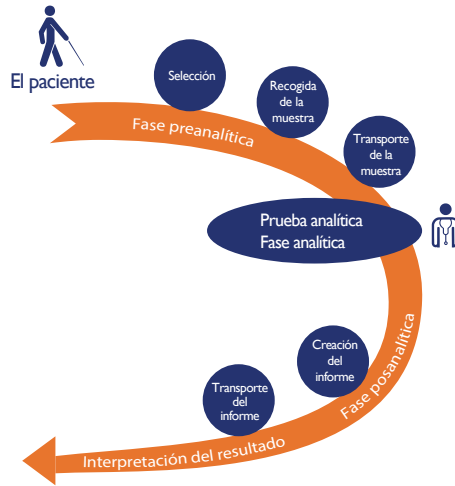 El paciente
Selección
Recogida
de la
muestra
Fase preanalítica
Transporte
de la
muestra
Prueba analítica
Fase analítica
Creación
del
informe
Fase posanalítica
Transporte
del
informe
Interpretación del resultado